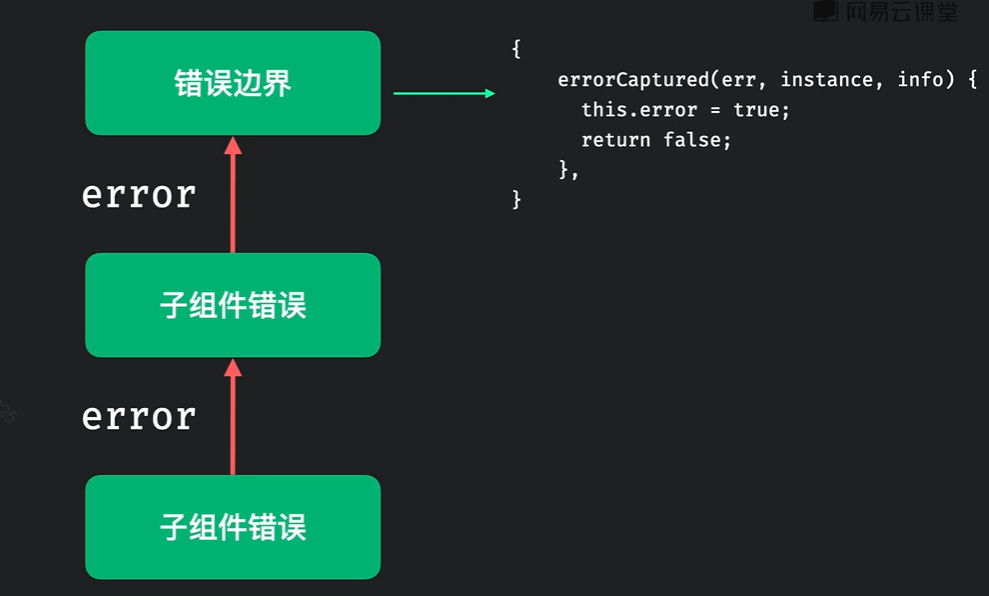 网易云课堂
错误边界
{
errorCaptured(err, instance, info) {
this.error = true;
return false;
},
}
error
子组件错误
error
子组件错误